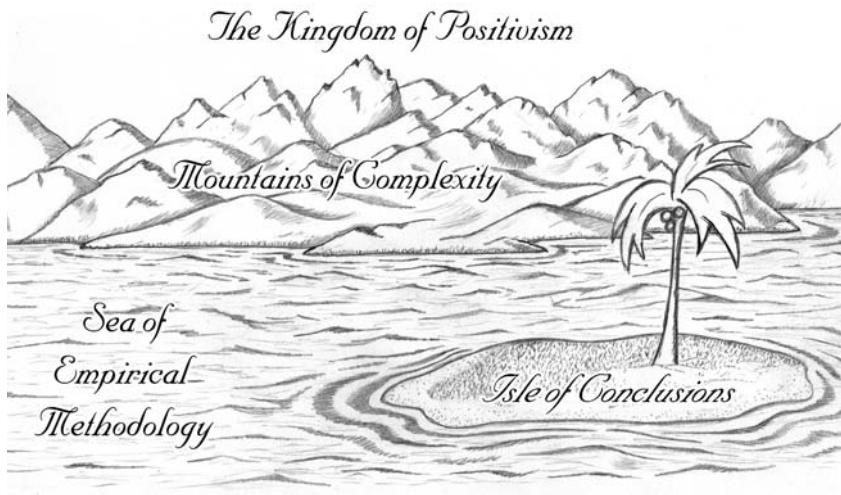 The Kingdom of Positivism
Mountains of Complexity
Sea of
Empirical
Methodology
Isle of Conclusions